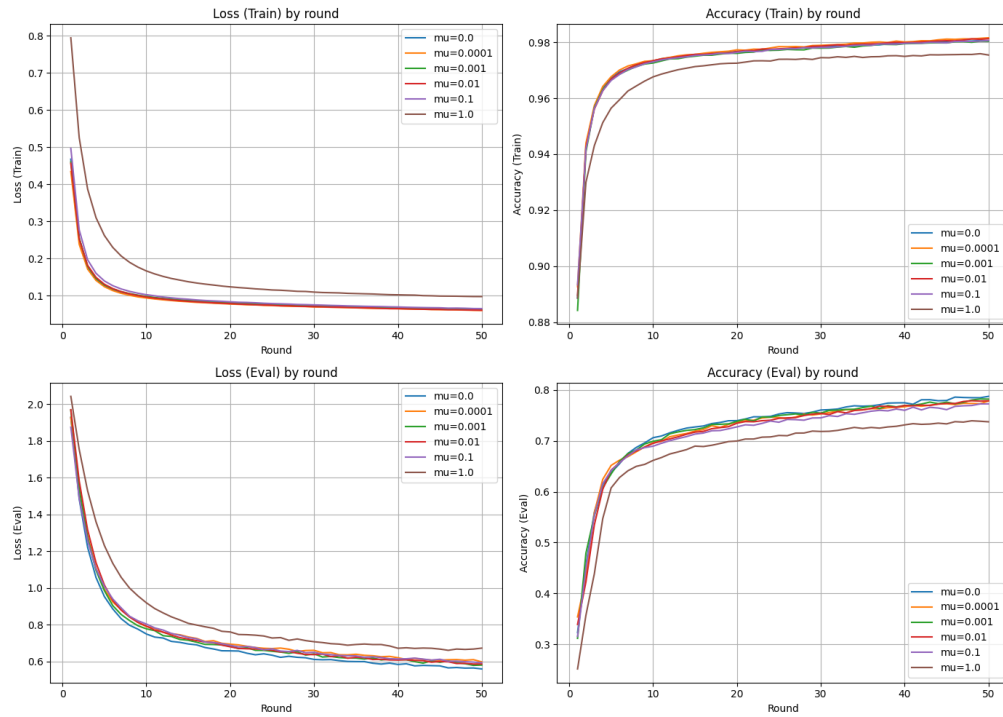 Loss (Train) by round
Loss (Train)
0.8
0.7
0.6
0.5
0.4
0.3
0.2
0.1
0 10 20 30 40 50
Round
mu=0.0
mu=0.0001
mu=0.001
mu=0.01
mu=0.1
mu=1.0
Accuracy (Train) by round
Accuracy (Train)
0.98
0.96
0.94
0.92
0.90
0.88
0 10 20 30 40 50
Round
mu=0.0
mu=0.0001
mu=0.001
mu=0.01
mu=0.1
mu=1.0
Loss (Eval) by round
Loss (Eval)
2.0
1.8
1.6
1.4
1.2
1.0
0.8
0.6
0 10 20 30 40 50
Round
mu=0.0
mu=0.0001
mu=0.001
mu=0.01
mu=0.1
mu=1.0
Accuracy (Eval) by round
Accuracy (Eval)
0.8
0.7
0.6
0.5
0.4
0.3
0 10 20 30 40 50
Round
mu=0.0
mu=0.0001
mu=0.001
mu=0.01
mu=0.1
mu=1.0